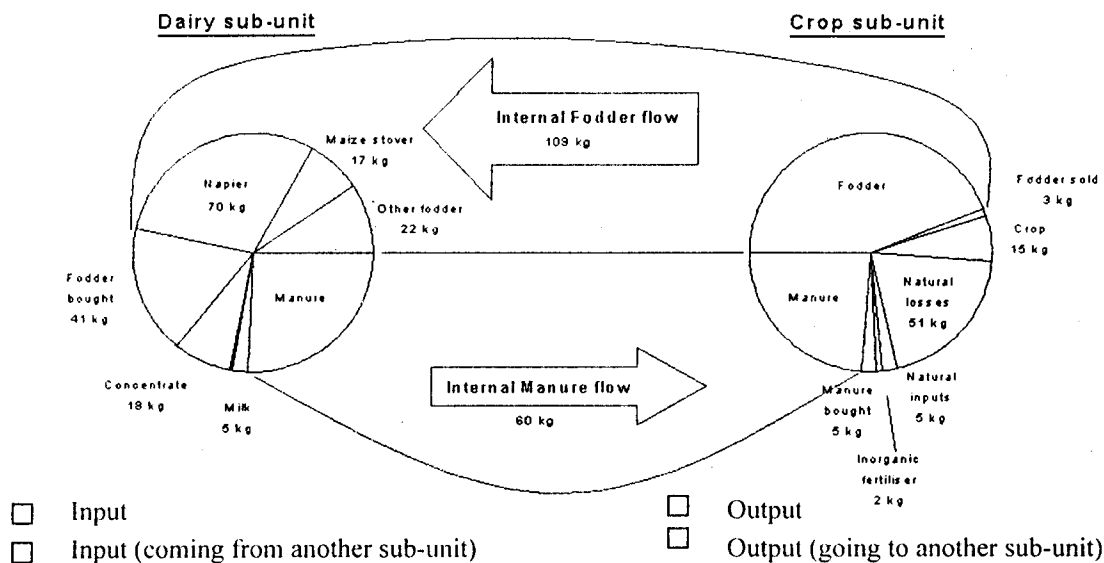 Dairy sub-unit
Crop sub-unit
Internal Fodder flow
109 kg
Maize stover
17 kg
Napier
70 kg
Other fodder
22 kg
Fodder
bought
41 kg
Manure
Concentrate
18 kg
Milk
5 kg
Fodder
Fodder sold
3 kg
Crop
15 kg
Natural
losses
51 kg
Manure
Internal Manure flow
60 kg
Manure
bought
5 kg
Natural
inputs
5 kg
Inorganic
fertiliser
2 kg
Input
Input (coming from another sub-unit)
Output
Output (going to another sub-unit)